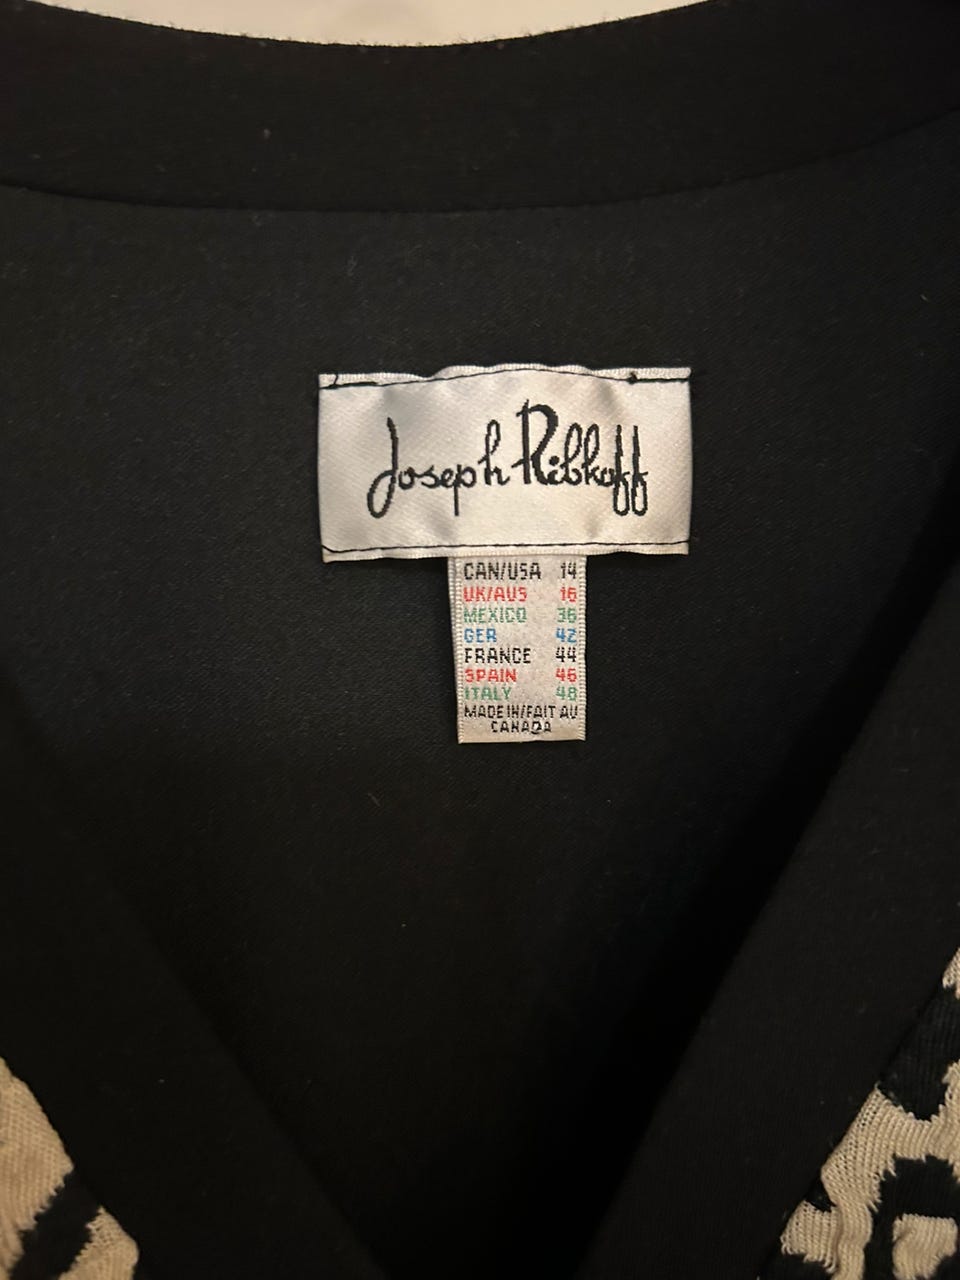 Joseph Ribkoff
CAN/USA 14
UK/AUS 16
MEXICO 36
GER 42
FRANCE 44
SPAIN 46
ITALY 48
MADE IN/FAIT AU
CANADA